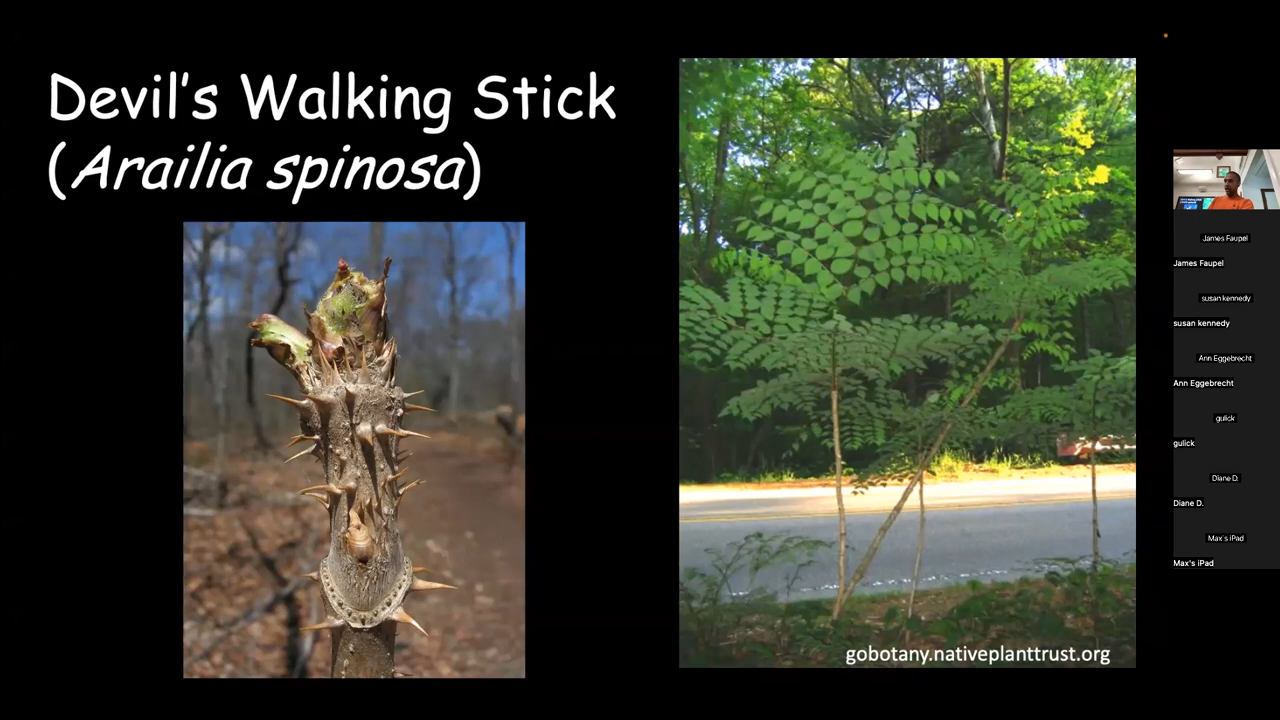 Devil's Walking Stick
(Arailia spinosa)
gobotany.nativeplanttrust.org
James Faupel
James Faupel
susan kennedy
susan kennedy
Ann Eggebrecht
Ann Eggebrecht
gulick
gulick
Diane D.
Diane D.
Max's iPad
Max's iPad